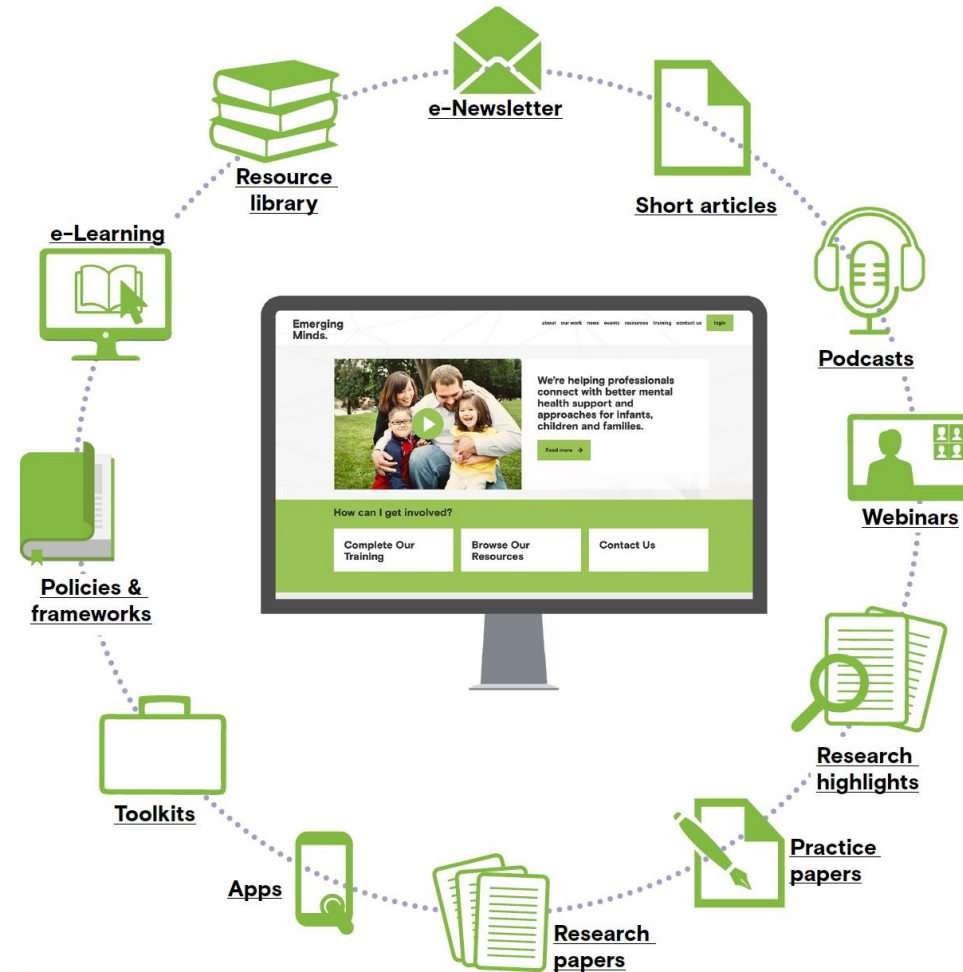 e-Newsletter
Resource
library
Short articles
e-Learning
Podcasts
Emerging
Minds.
about our work news events resources training contact us login
We're helping professionals
connect with better mental
health support and
approaches for infants,
children and families.
Read more →
How can I get involved?
Complete Our
Training
Browse Our
Resources
Contact Us
Webinars
Policies &
frameworks
Research
highlights
Toolkits
Practice
papers
Apps
Research
papers